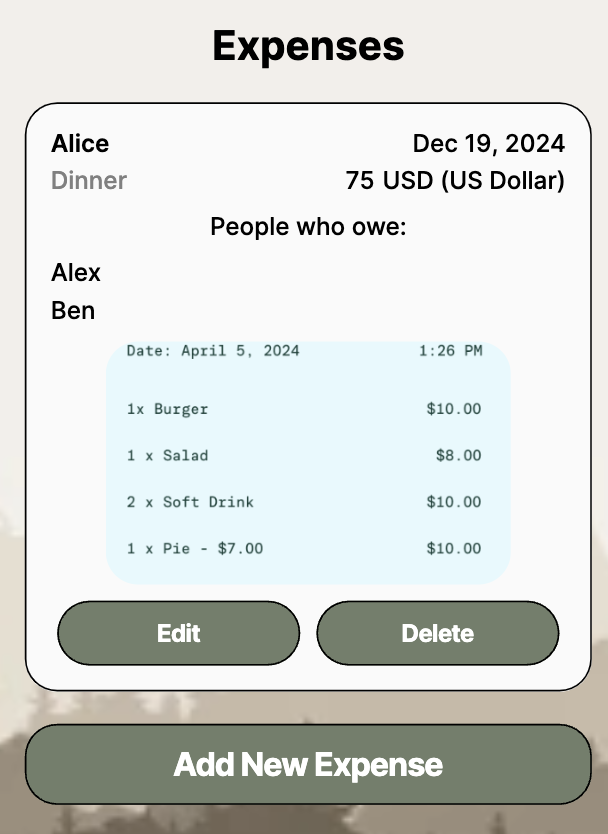 Expenses
Alice Dec 19, 2024
Dinner 75 USD (US Dollar)
People who owe:
Alex
Ben
Date: April 5, 2024 1:26 PM
1x Burger $10.00
1 x Salad $8.00
2 x Soft Drink $10.00
1 x Pie - $7.00 $10.00
Edit Delete
Add New Expense